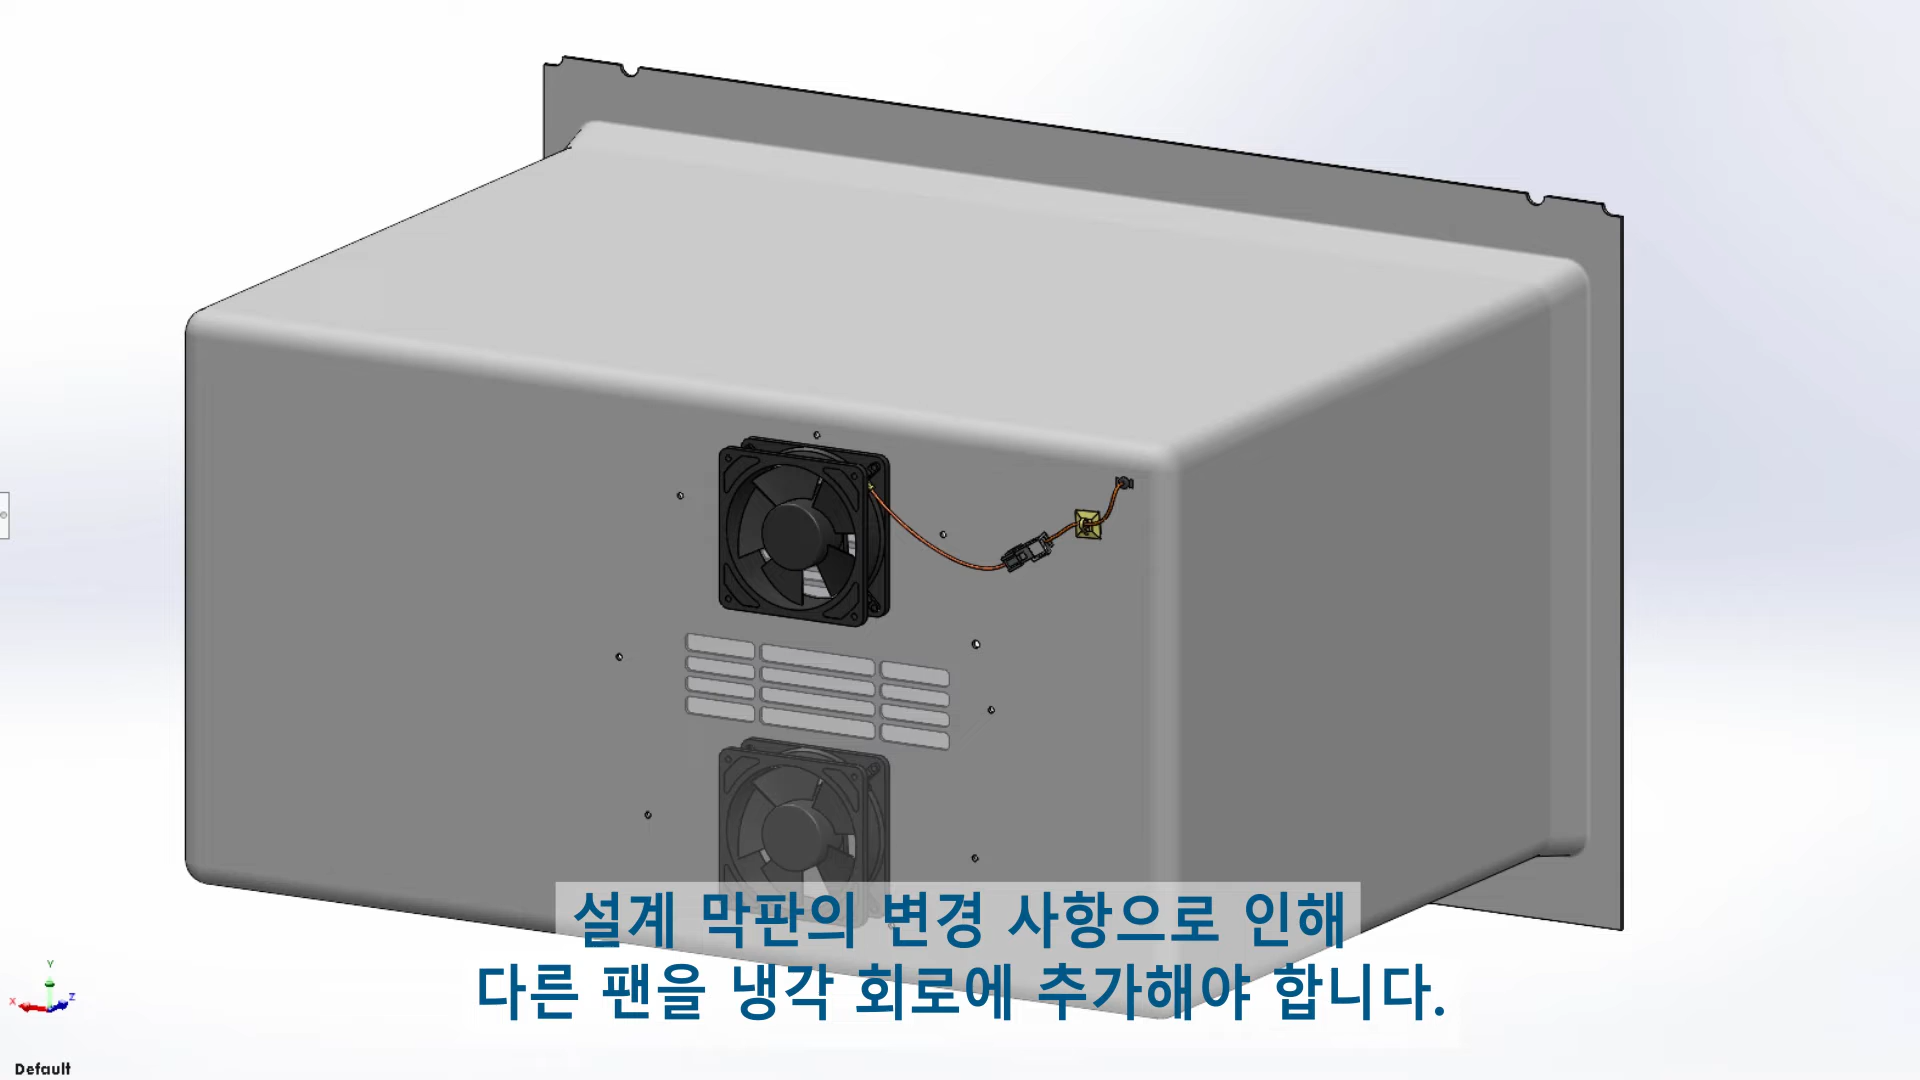 설계 막판의 변경 사항으로 인해
다른 팬을 냉각 회로에 추가해야 합니다.
Y
X
Z
Default